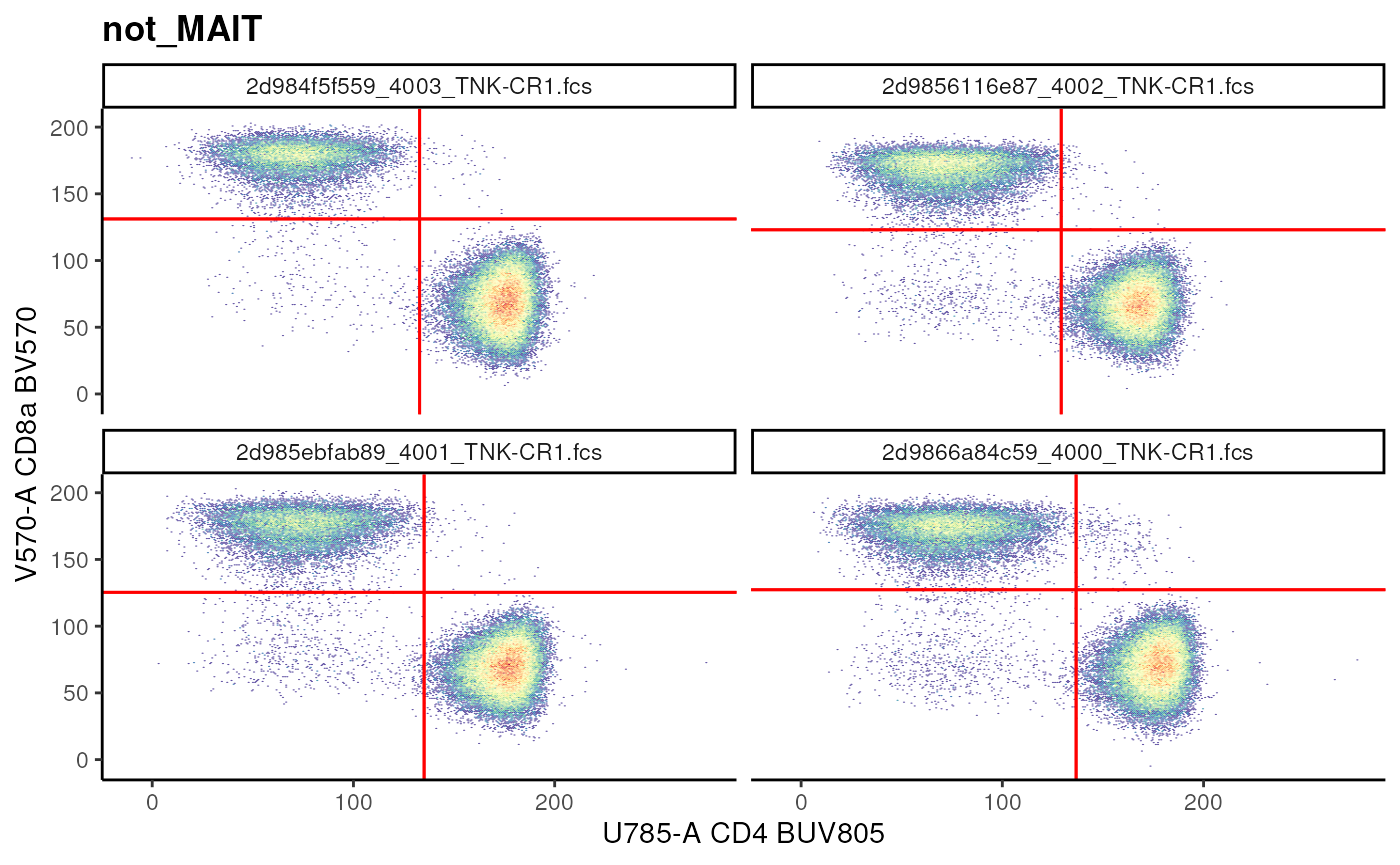 not_MAIT
2d984f5f559_4003_TNK-CR1.fcs
2d9856116e87_4002_TNK-CR1.fcs
200
150
100
50
0
2d985ebfab89_4001_TNK-CR1.fcs
2d9866a84c59_4000_TNK-CR1.fcs
200
150
100
50
0
V570-A CD8a BV570
0 100 200 0 100 200
U785-A CD4 BUV805